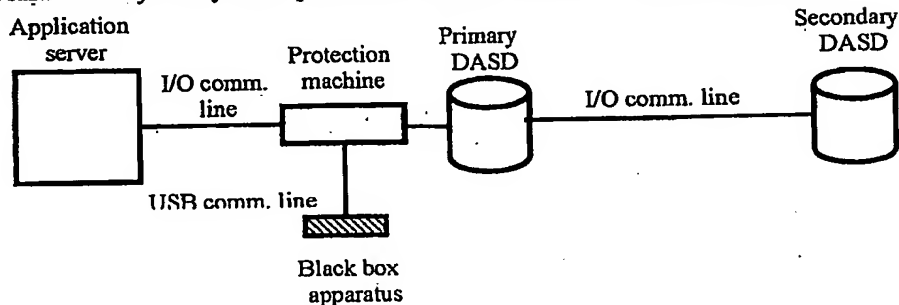 Application
server
I/O comm.
line
Protection
machine
Primary
DASD
I/O comm. line
Secondary
DASD
USB comm. line
Black box
apparatus